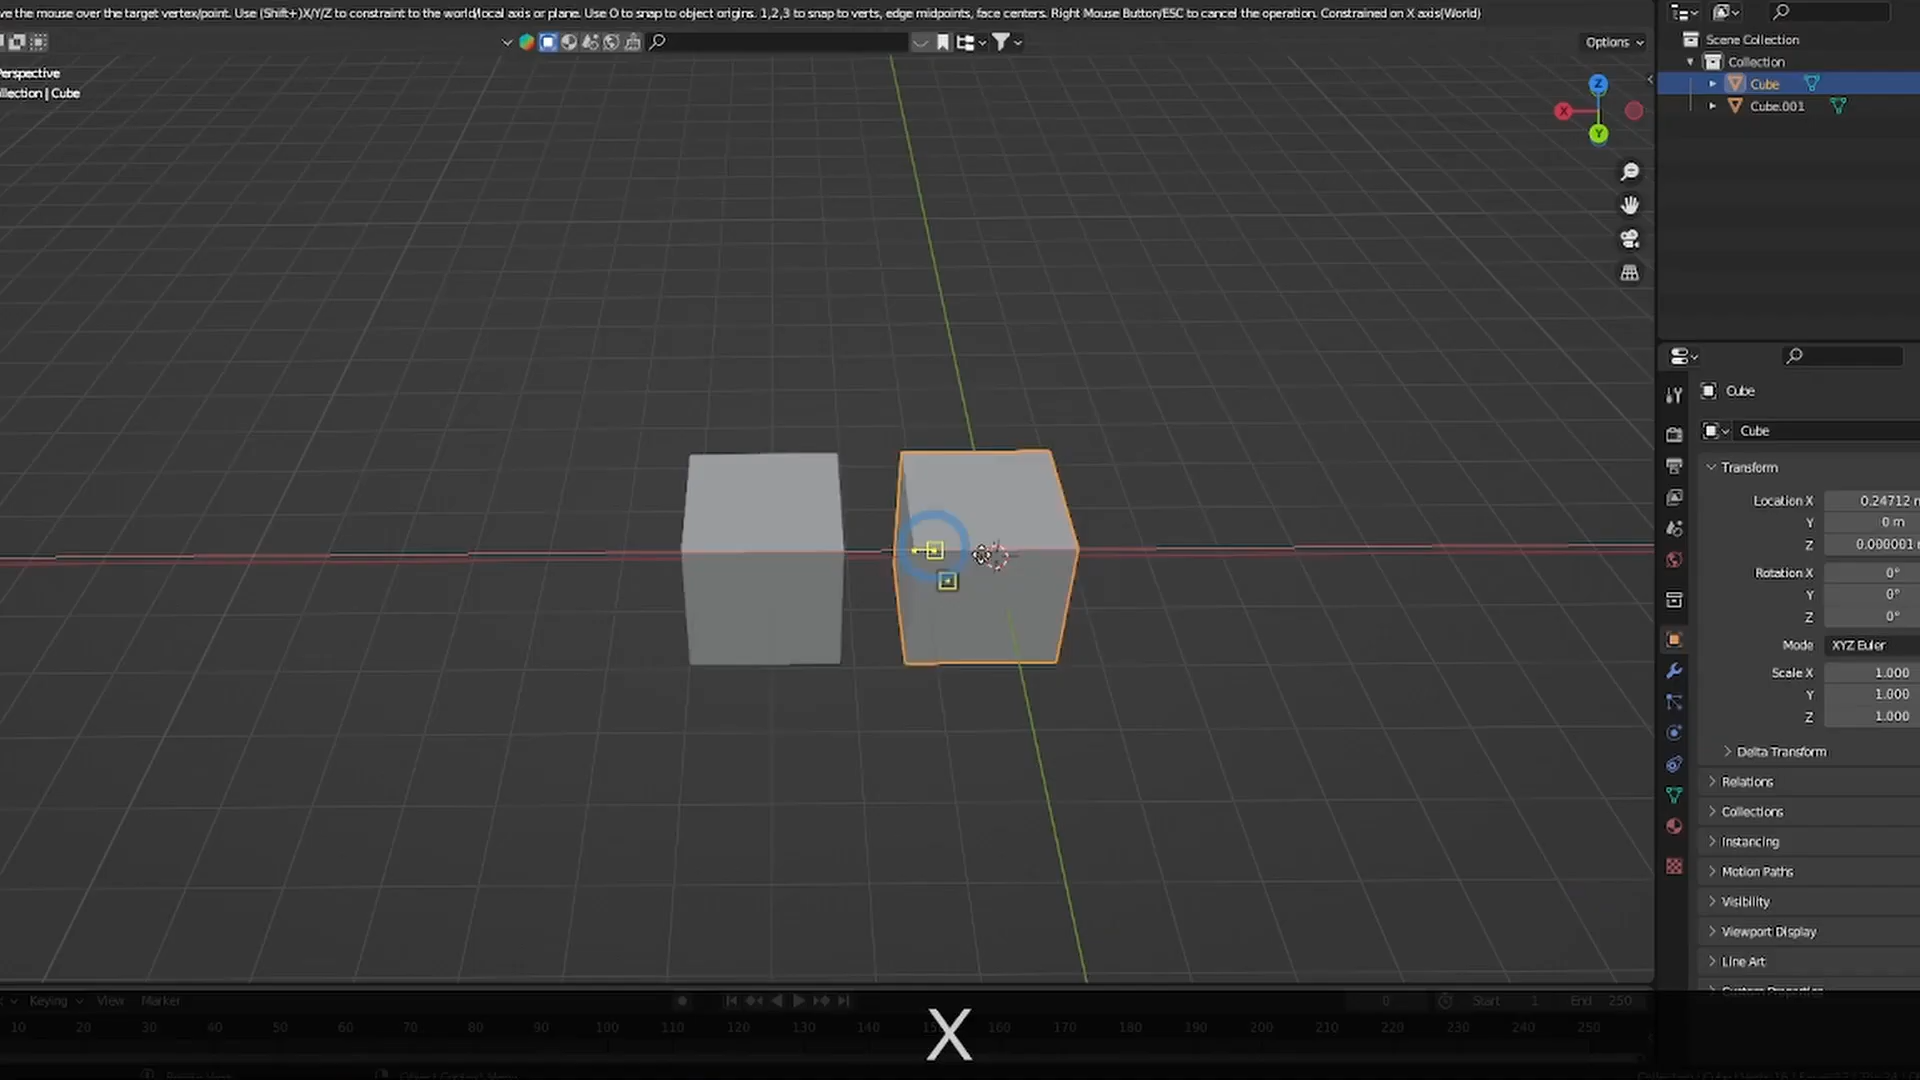 ve the mouse over the target vertex/point. Use (Shift+)X/Y/Z to constraint to the world/local axis or plane. Use O to snap to object origins. 1,2,3 to snap to verts, edge midpoints, face centers. Right Mouse Button/ESC to cancel the operation. Constrained on X axis(World)
Options
Perspective
llection | Cube
Z
X
Y
Scene Collection
Collection
Cube
Cube.001
Cube
Cube
Transform
Location X 0.24712 m
Y 0 m
Z 0.000001
Rotation X 0°
Y 0°
Z 0°
Mode XYZ Euler
Scale X 1.000
Y 1.000
Z 1.000
Delta Transform
Relations
Collections
Instancing
Motion Paths
Visibility
Viewport Display
Line Art
Custom Properties
Keying View Marker 0 Start 1 End 250
10 20 30 40 50 60 70 80 90 100 110 120 130 140 160 170 180 190 200 210 220 230 240 250
X